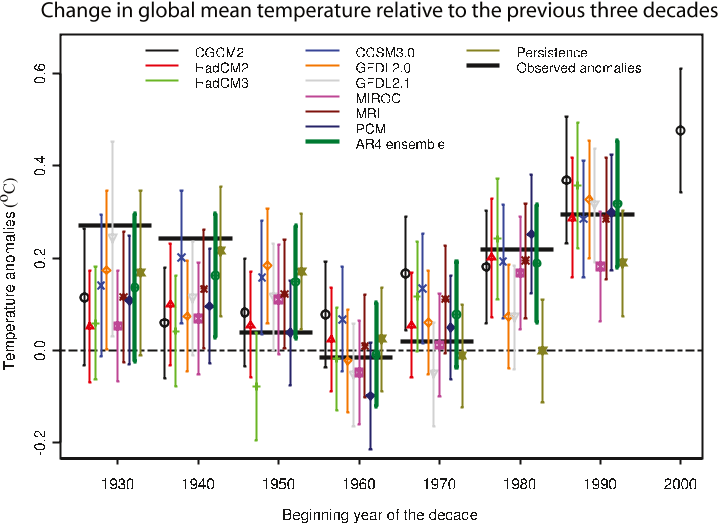 Change in global mean temperature relative to the previous three decades
CGCM2
HadCM2
HadCM3
CCSM3.0
GFDL2.0
GFDL2.1
MIROC
MRI
PCM
AR4 ensemble
Persistence
Observed anomalies
Temperature anomalies (°C)
0.6
0.4
0.2
0.0
-0.2
1930 1940 1950 1960 1970 1980 1990 2000
Beginning year of the decade